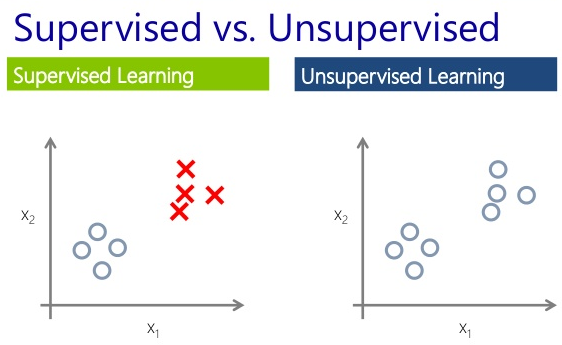 Supervised vs. Unsupervised
Supervised Learning
Unsupervised Learning
x₂
x₁
x₂
x₁